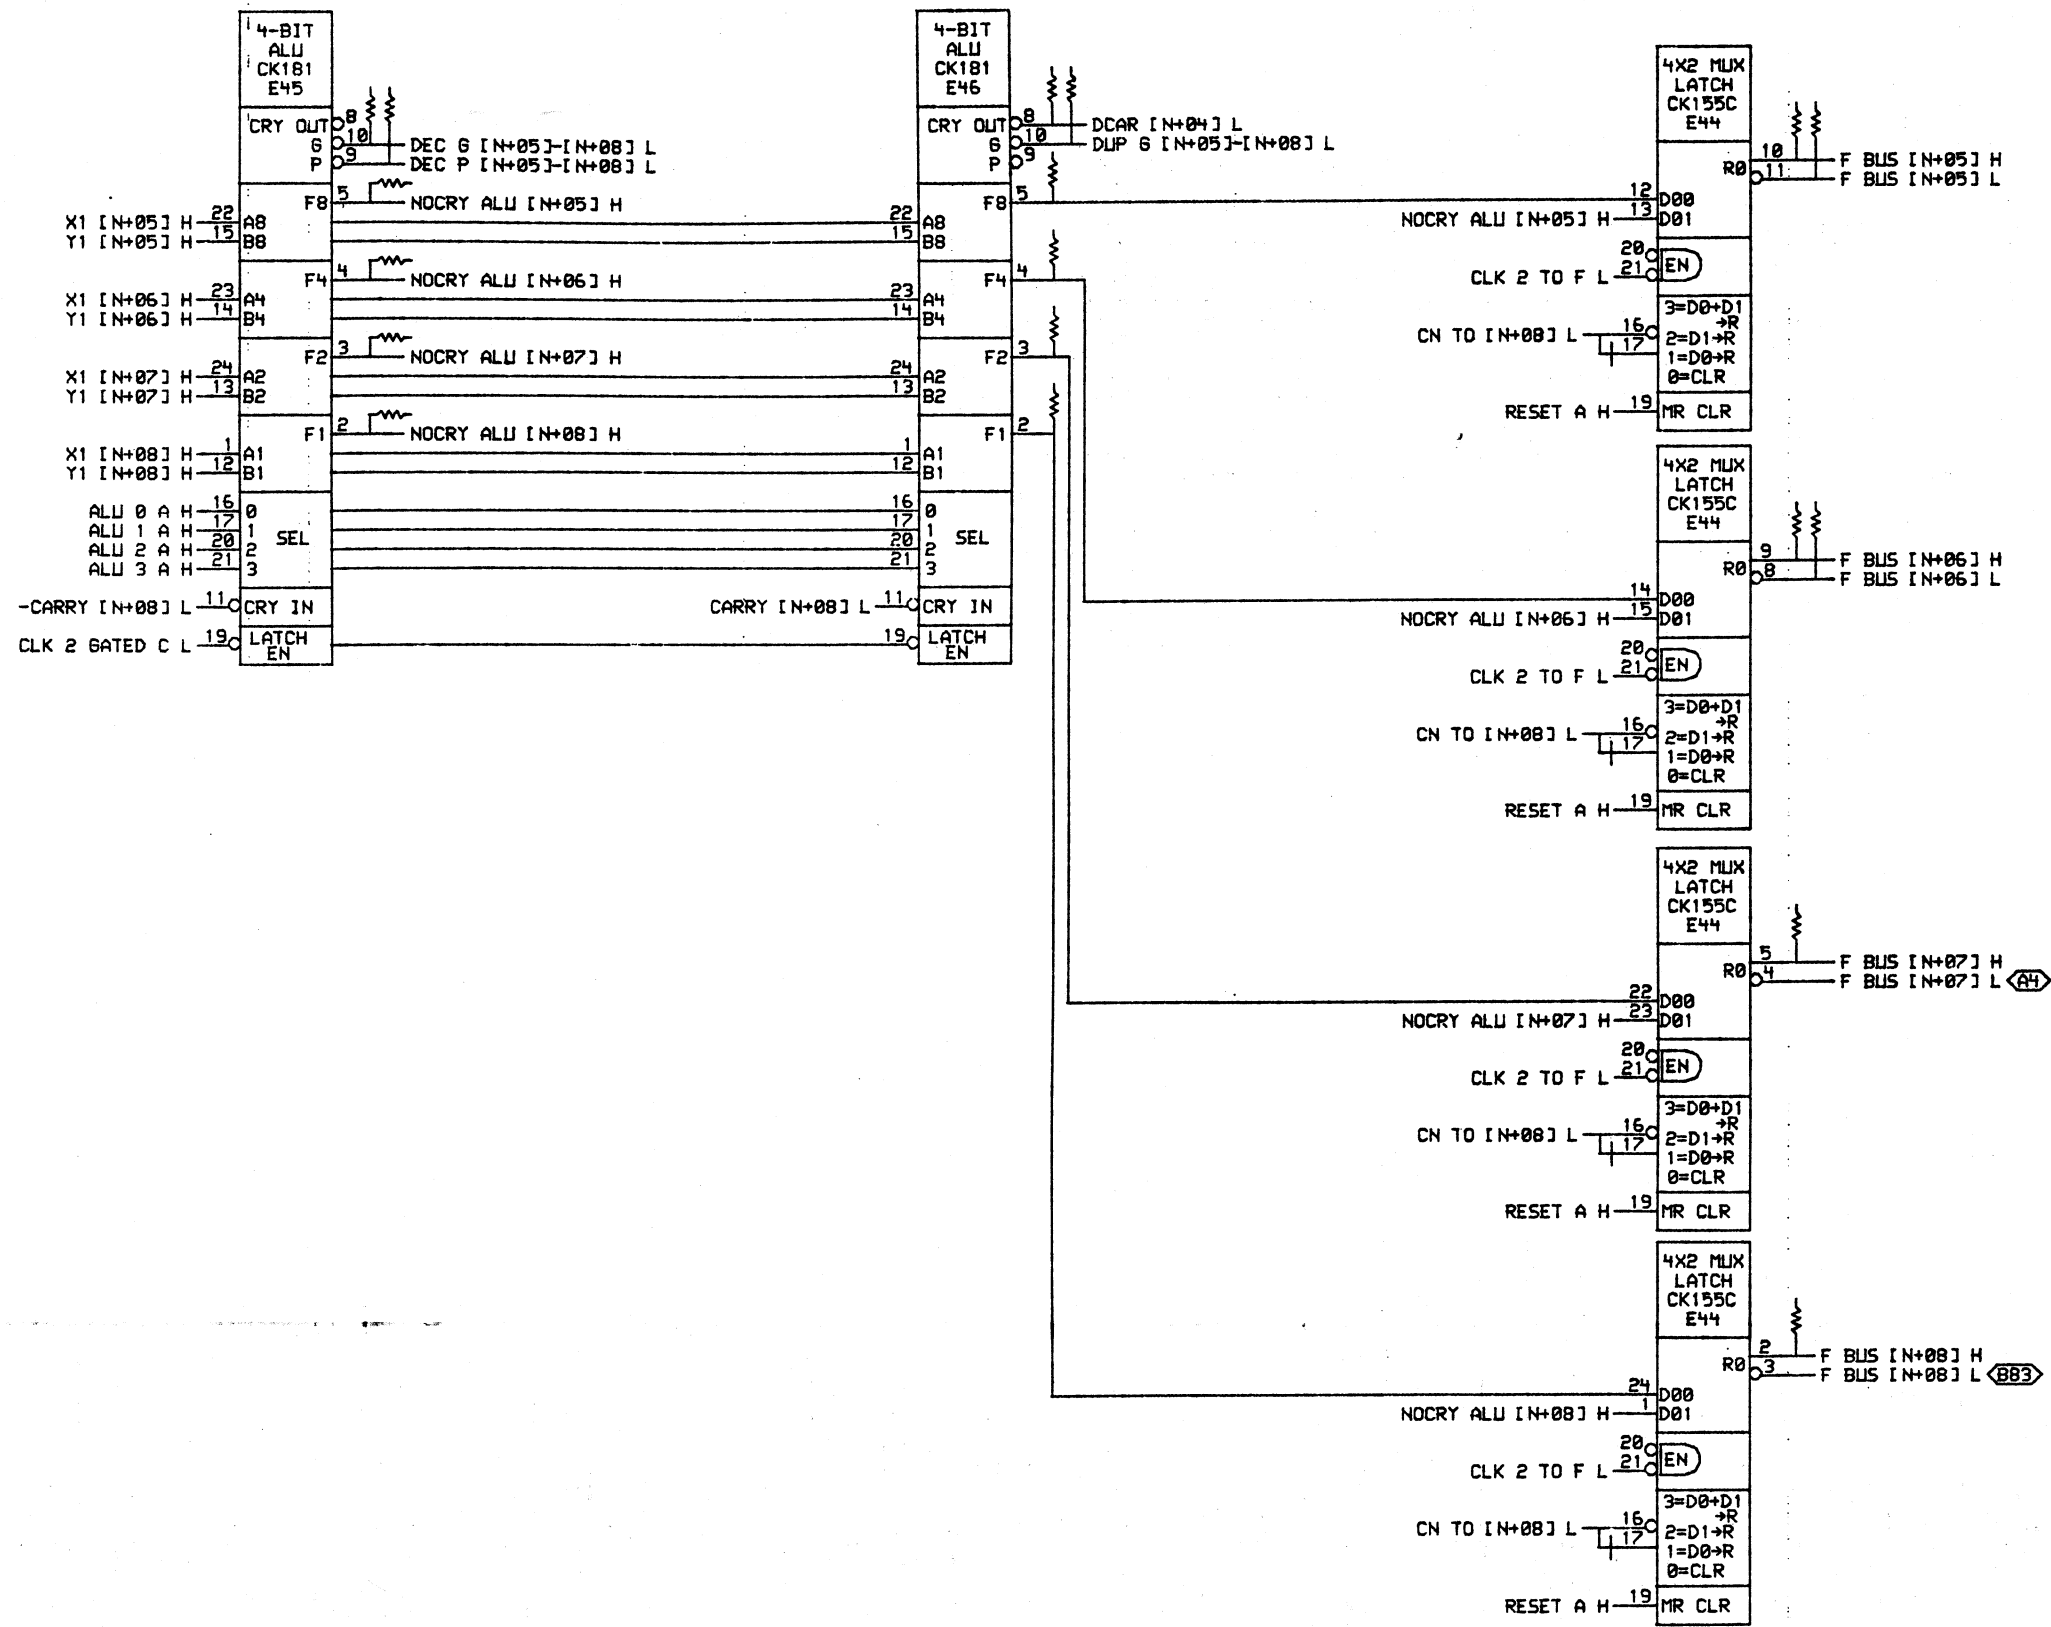 4-BIT
ALU
CK181
E45
CRY OUT 8
G 10 DEC G [N+05]-[N+08] L
P 9 DEC P [N+05]-[N+08] L
F8 5 NOCRY ALU [N+05] H
X1 [N+05] H 22 A8
Y1 [N+05] H 15 B8
F4 4 NOCRY ALU [N+06] H
X1 [N+06] H 23 A4
Y1 [N+06] H 14 B4
F2 3 NOCRY ALU [N+07] H
X1 [N+07] H 24 A2
Y1 [N+07] H 13 B2
F1 2 NOCRY ALU [N+08] H
X1 [N+08] H 1 A1
Y1 [N+08] H 12 B1
ALU 0 A H 16 0
ALU 1 A H 17 1
SEL
ALU 2 A H 20 2
ALU 3 A H 21 3
-CARRY [N+08] L 11 CRY IN
CLK 2 GATED C L 19 LATCH
EN
4-BIT
ALU
CK181
E46
CRY OUT 8 DCAR [N+04] L
G 10 DUP G [N+05]-[N+08] L
P 9
F8 5
22 A8
15 B8
F4 4
23 A4
14 B4
F2 3
24 A2
13 B2
F1 2
1 A1
12 B1
16 0
17 1
SEL
20 2
21 3
CARRY [N+08] L 11 CRY IN
19 LATCH
EN
4X2 MUX
LATCH
CK155C
E44
R0 10 F BUS [N+05] H
11 F BUS [N+05] L
12 D00
NOCRY ALU [N+05] H 13 D01
20
CLK 2 TO F L 21 EN
3=D0+D1
→R
CN TO [N+08] L 16 2=D1→R
17 1=D0→R
0=CLR
RESET A H 19 MR CLR
4X2 MUX
LATCH
CK155C
E44
R0 9 F BUS [N+06] H
8 F BUS [N+06] L
14 D00
NOCRY ALU [N+06] H 15 D01
20
CLK 2 TO F L 21 EN
3=D0+D1
→R
CN TO [N+08] L 16 2=D1→R
17 1=D0→R
0=CLR
RESET A H 19 MR CLR
4X2 MUX
LATCH
CK155C
E44
R0 5 F BUS [N+07] H
4 F BUS [N+07] L A4
22 D00
NOCRY ALU [N+07] H 23 D01
20
CLK 2 TO F L 21 EN
3=D0+D1
→R
CN TO [N+08] L 16 2=D1→R
17 1=D0→R
0=CLR
RESET A H 19 MR CLR
4X2 MUX
LATCH
CK155C
E44
R0 2 F BUS [N+08] H
3 F BUS [N+08] L BB3
24 D00
NOCRY ALU [N+08] H 1 D01
20
CLK 2 TO F L 21 EN
3=D0+D1
→R
CN TO [N+08] L 16 2=D1→R
17 1=D0→R
0=CLR
RESET A H 19 MR CLR